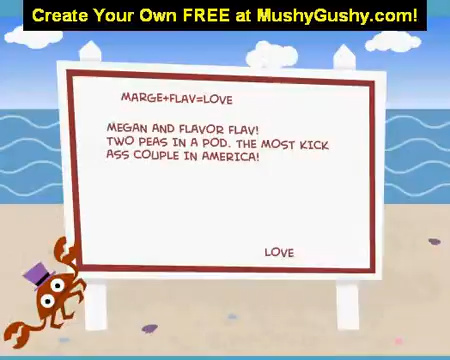 Create Your Own FREE at MushyGushy.com!
MARGE+FLAV=LOVE
MEGAN AND FLAVOR FLAV!
TWO PEAS IN A POD. THE MOST KICK
ASS COUPLE IN AMERICA!
LOVE